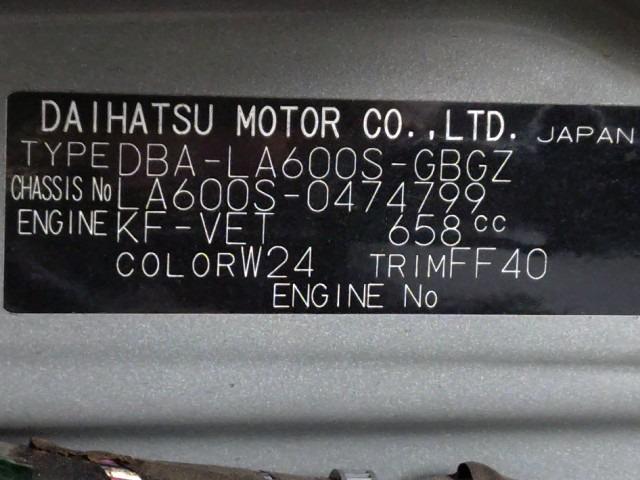 DAIHATSU MOTOR CO.,LTD. JAPAN
TYPE DBA-LA600S-GBGZ
CHASSIS No LA600S-0474799
ENGINE KF-VET 658cc
COLOR W24 TRIM FF40
ENGINE No